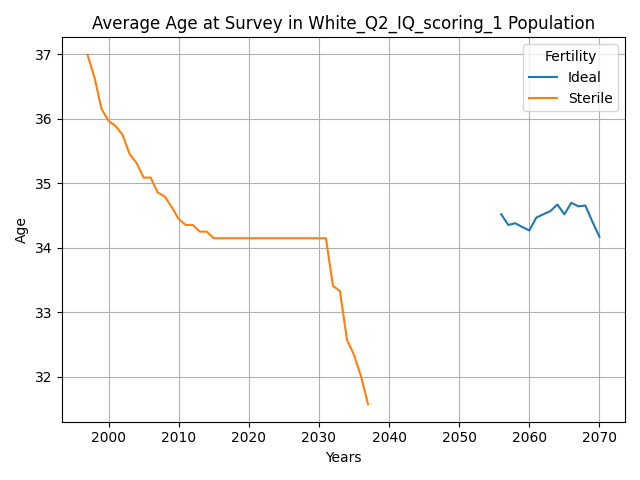 Average Age at Survey in White_Q2_IQ_scoring_1 Population
Fertility
Ideal
Sterile
Age
37
36
35
34
33
32
2000
2010
2020
2030
2040
2050
2060
2070
Years